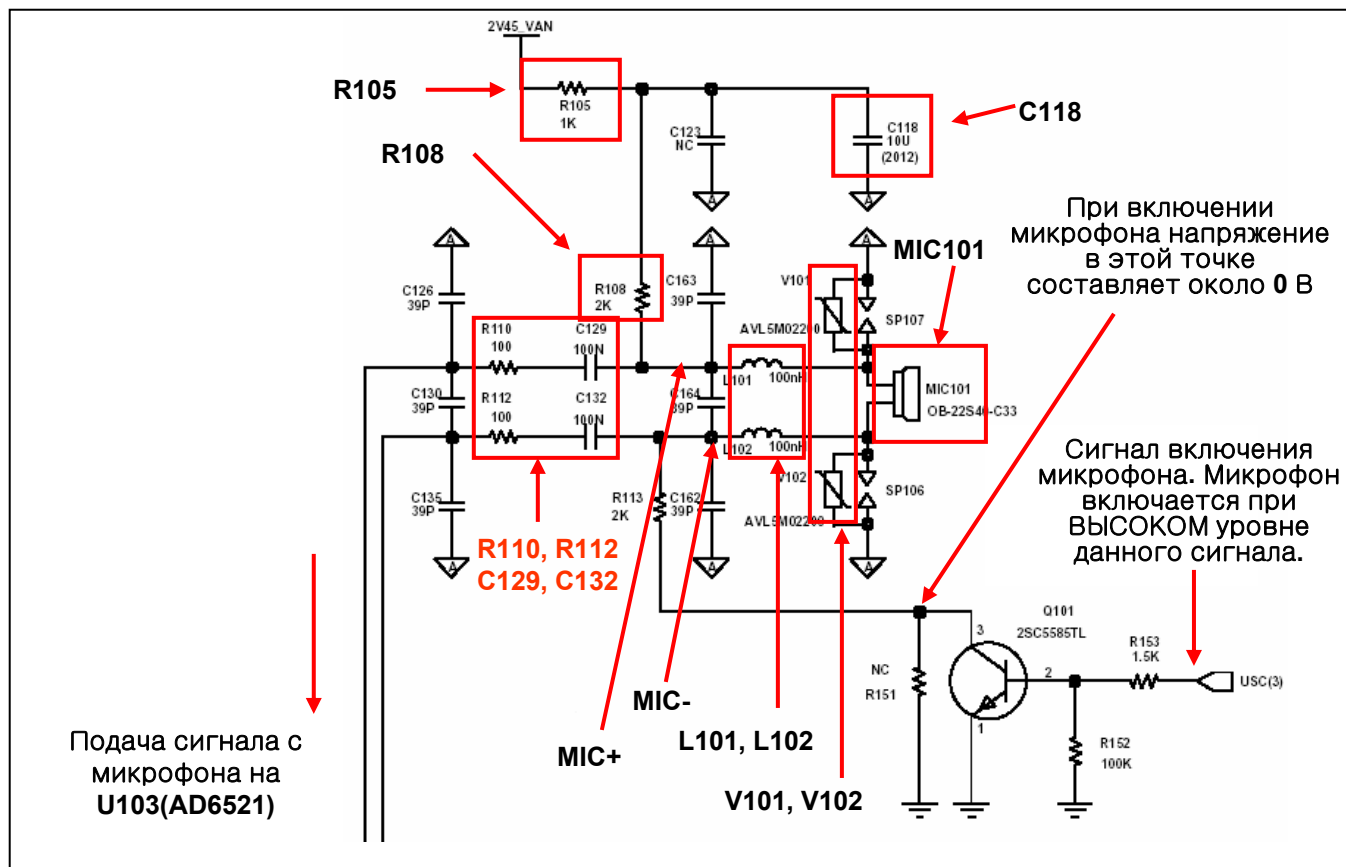 2V45_VAN
R105
R105
1K
C118
C118
10U
(2012)
C123
NC
R108
При включении
микрофона напряжение
в этой точке
составляет около 0 В
MIC101
V101
C163
39P
R108
2K
C126
39P
SP107
AVL5M02200
R110
100
C129
100N
L101
100nH
MIC101
OB-22S40-C33
C130
39P
C164
39P
R112
100
C132
100N
L102
100nH
Сигнал включения
микрофона. Микрофон
включается при
ВЫСОКОМ уровне
данного сигнала.
V102
SP106
C135
39P
R113
2K
C162
39P
AVL5M02200
R110, R112
C129, C132
A
A
A
A
A
A
A
A
Q101
2SC5585TL
3
2
1
R153
1.5K
USC(3)
NC
R151
R152
100K
MIC-
MIC+
L101, L102
V101, V102
Подача сигнала с
микрофона на
U103(AD6521)